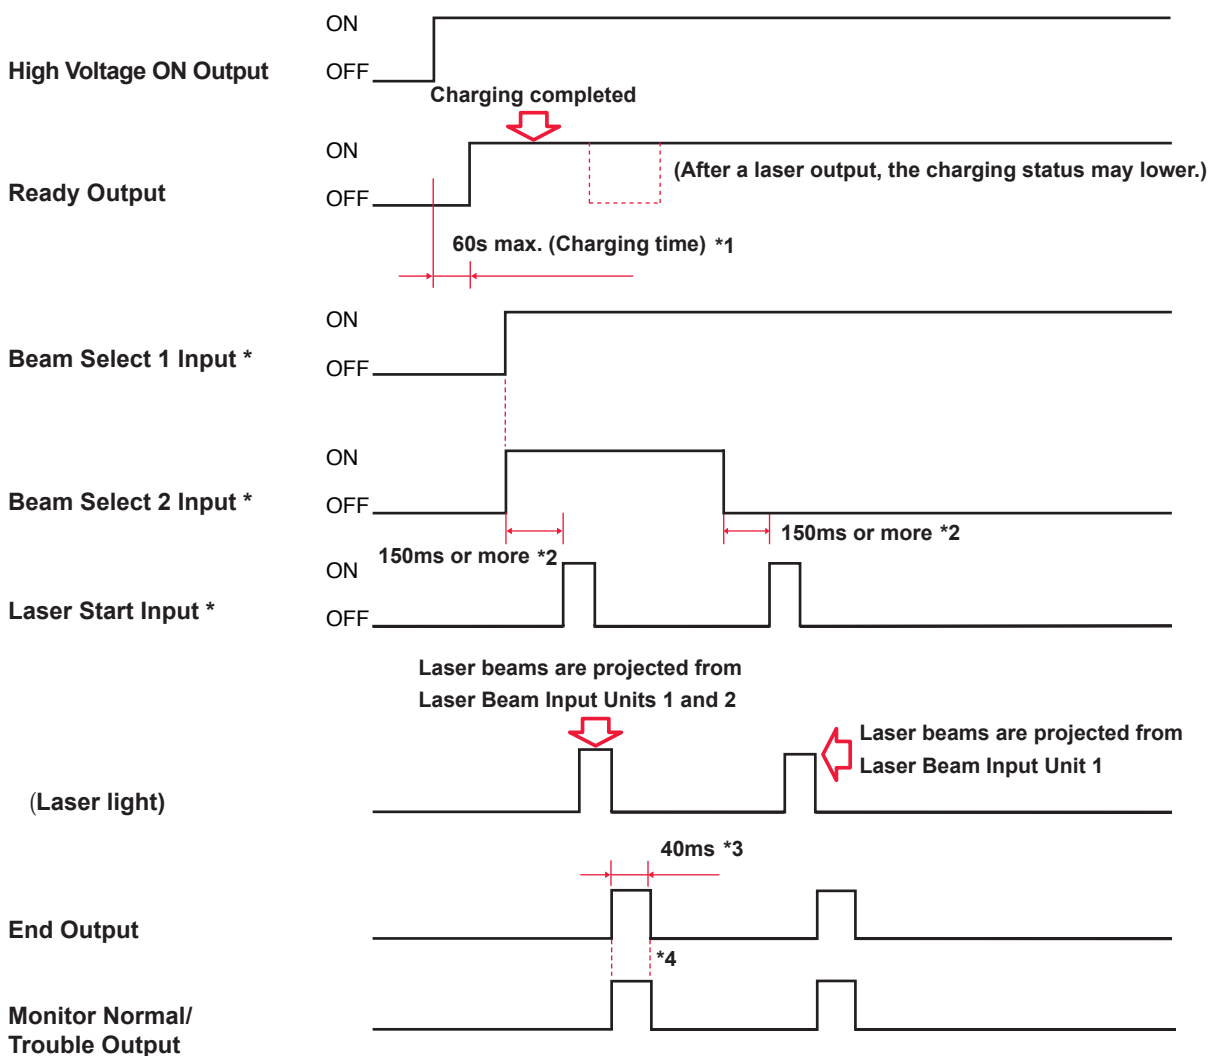 ON
High Voltage ON Output
OFF
Charging completed
ON
(After a laser output, the charging status may lower.)
Ready Output
OFF
60s max. (Charging time) *1
ON
Beam Select 1 Input *
OFF
ON
Beam Select 2 Input *
OFF
150ms or more *2
150ms or more *2
ON
Laser Start Input *
OFF
Laser beams are projected from
Laser Beam Input Units 1 and 2
Laser beams are projected from
Laser Beam Input Unit 1
(Laser light)
40ms *3
End Output
*4
Monitor Normal/
Trouble Output